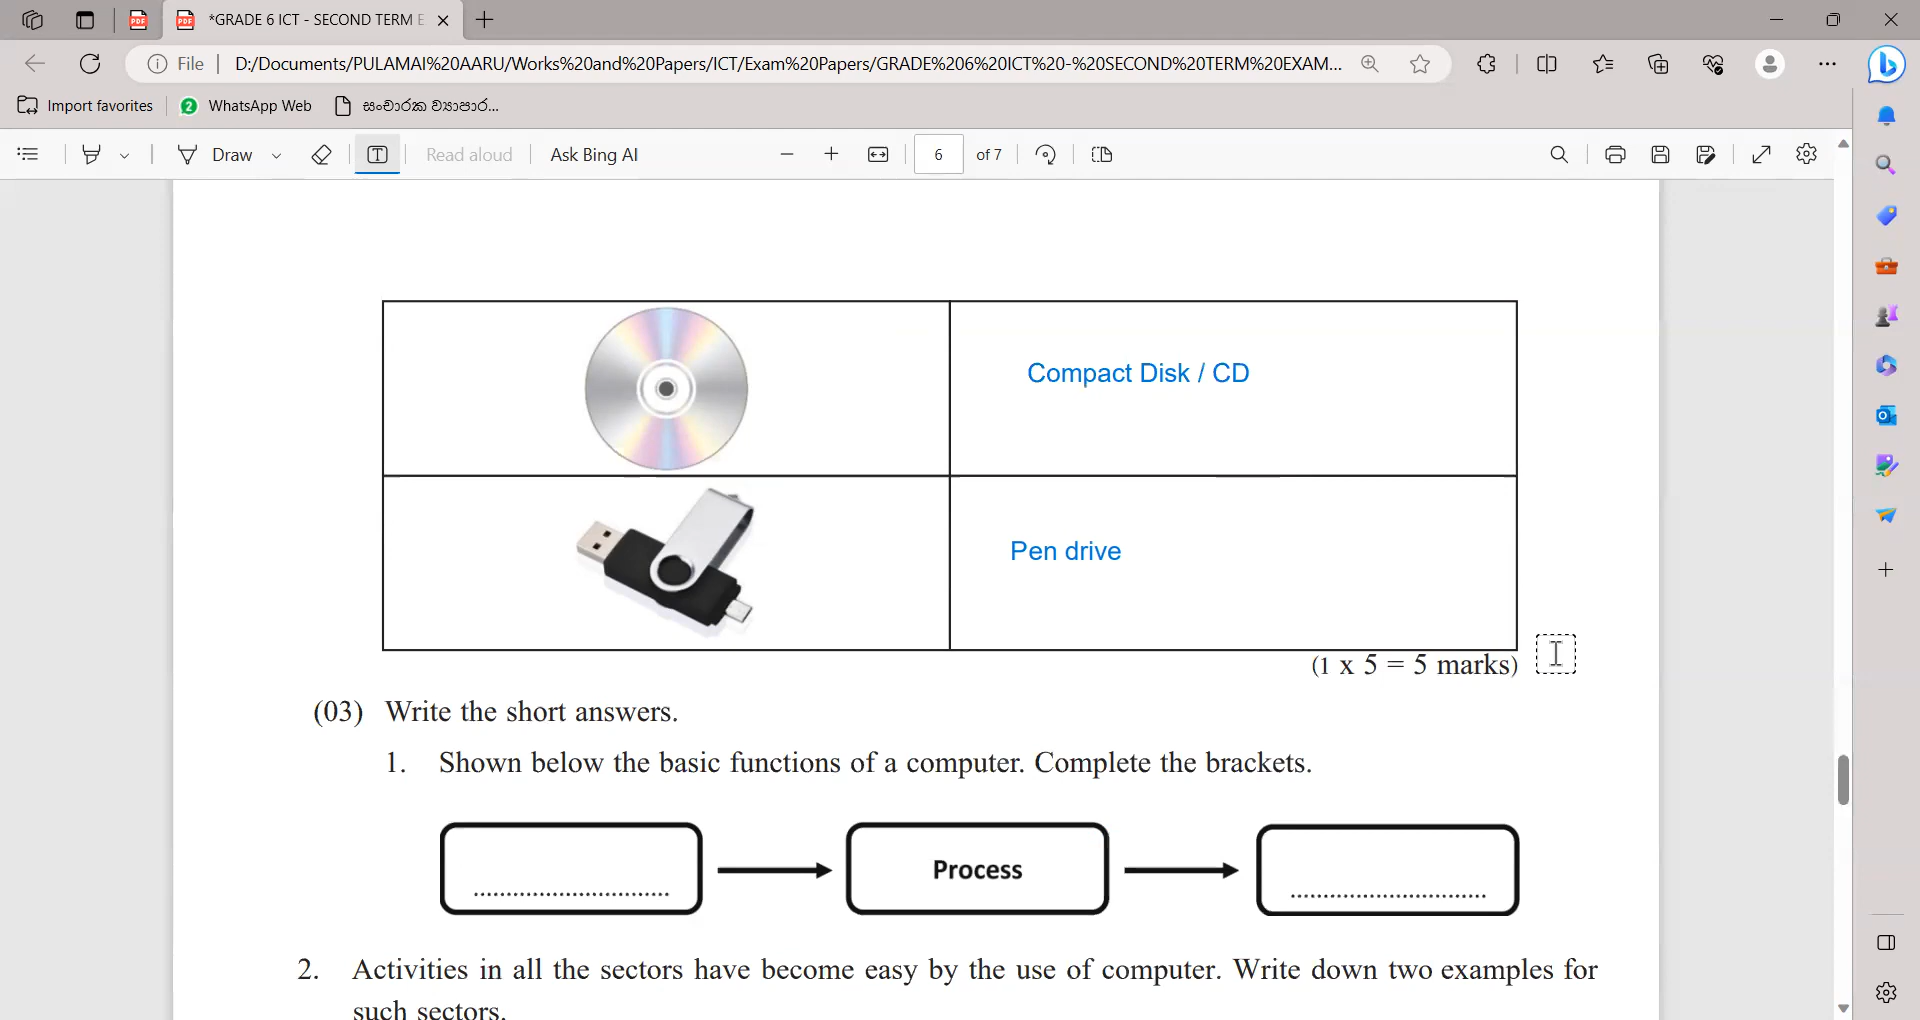 *GRADE 6 ICT - SECOND TERM E
File
D:/Documents/PULAMAI%20AARU/Works%20and%20Papers/ICT/Exam%20Papers/GRADE%206%20ICT%20-%20SECOND%20TERM%20EXAM...
Import favorites
2 WhatsApp Web
සංචාරක ව්‍යාපාර...
Draw
Read aloud
Ask Bing AI
6 of 7
Compact Disk / CD
Pen drive
(1 x 5 = 5 marks)
(03) Write the short answers.
1. Shown below the basic functions of a computer. Complete the brackets.
.............................. Process ..............................
2. Activities in all the sectors have become easy by the use of computer. Write down two examples for
such sectors.